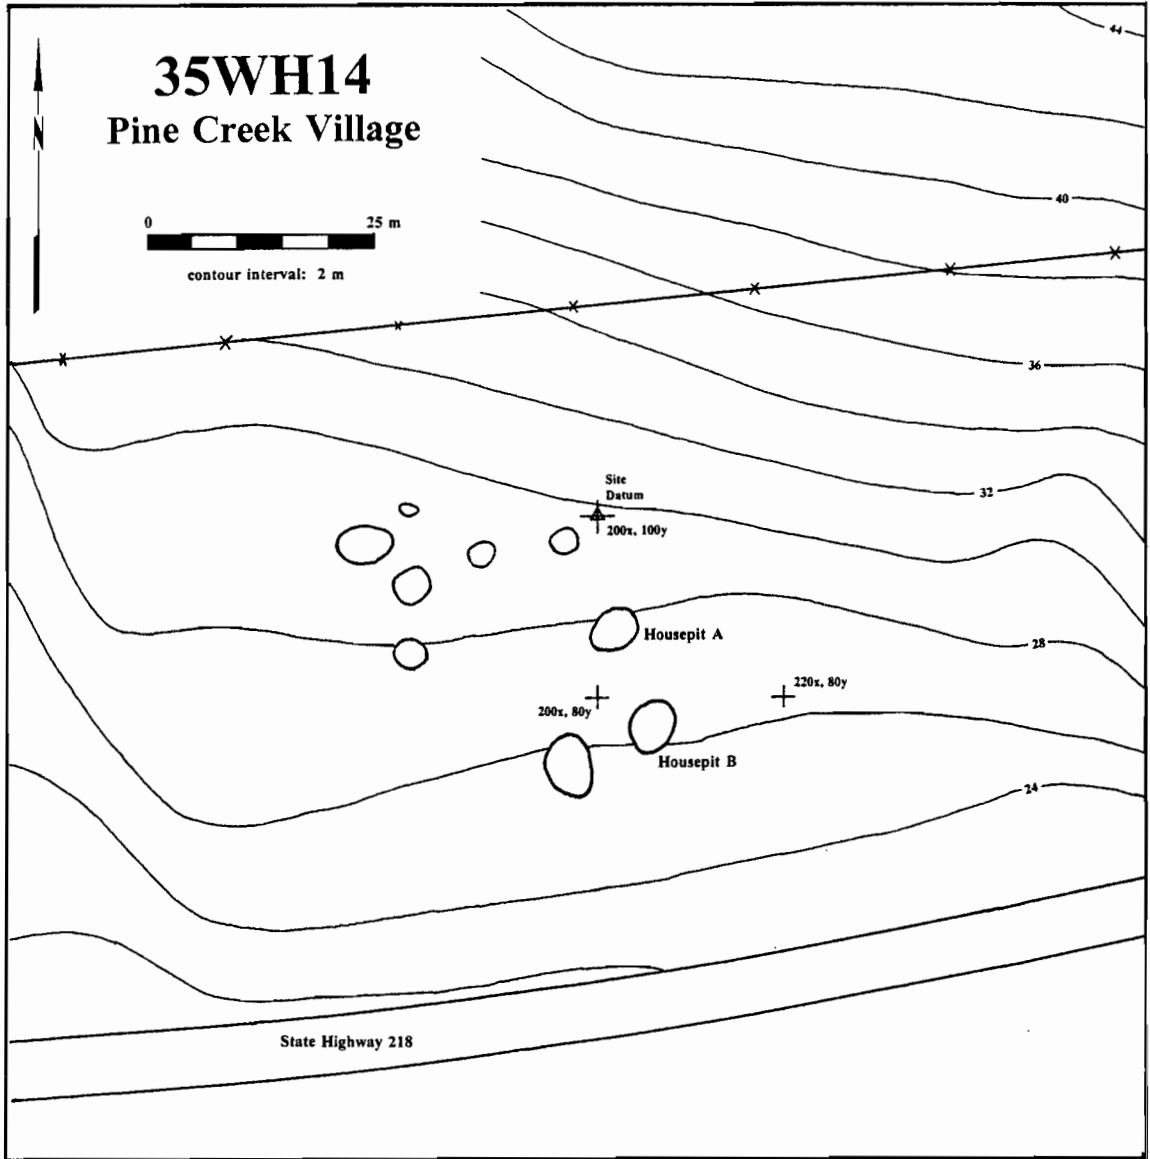 35WH14
Pine Creek Village
N
0 25 m
contour interval: 2 m
44
40
36
Site
Datum
200x, 100y
32
Housepit A
28
200x, 80y
220x, 80y
Housepit B
24
State Highway 218